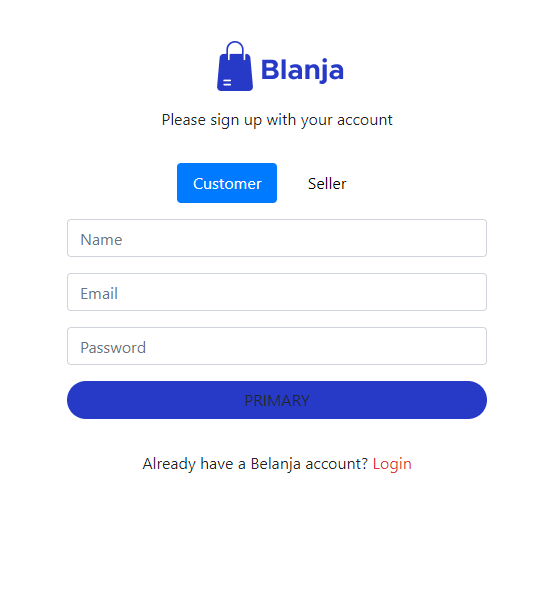 Blanja
Please sign up with your account
Customer Seller
Name
Email
Password
PRIMARY
Already have a Belanja account? Login